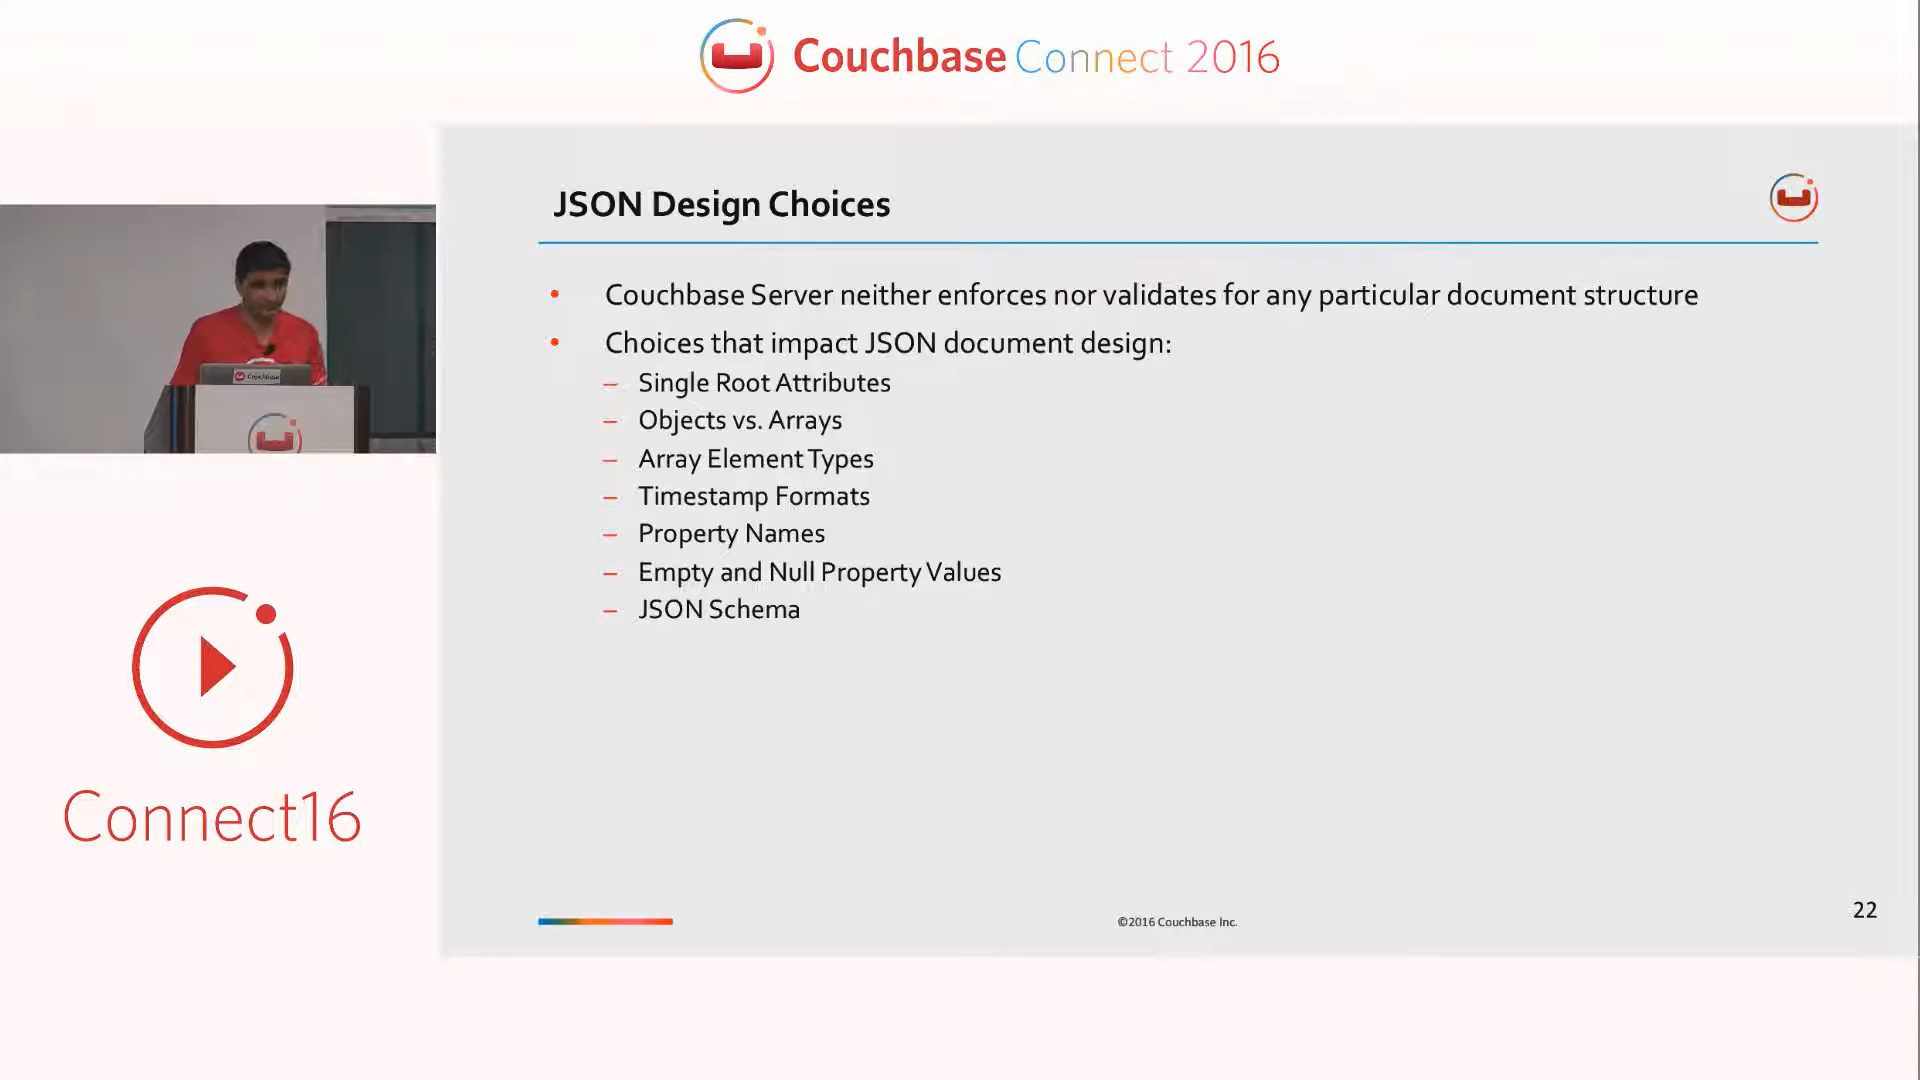 Couchbase Connect 2016
JSON Design Choices
• Couchbase Server neither enforces nor validates for any particular document structure
• Choices that impact JSON document design:
– Single Root Attributes
– Objects vs. Arrays
– Array Element Types
– Timestamp Formats
– Property Names
– Empty and Null Property Values
– JSON Schema
Couchbase
Connect16
©2016 Couchbase Inc.
22